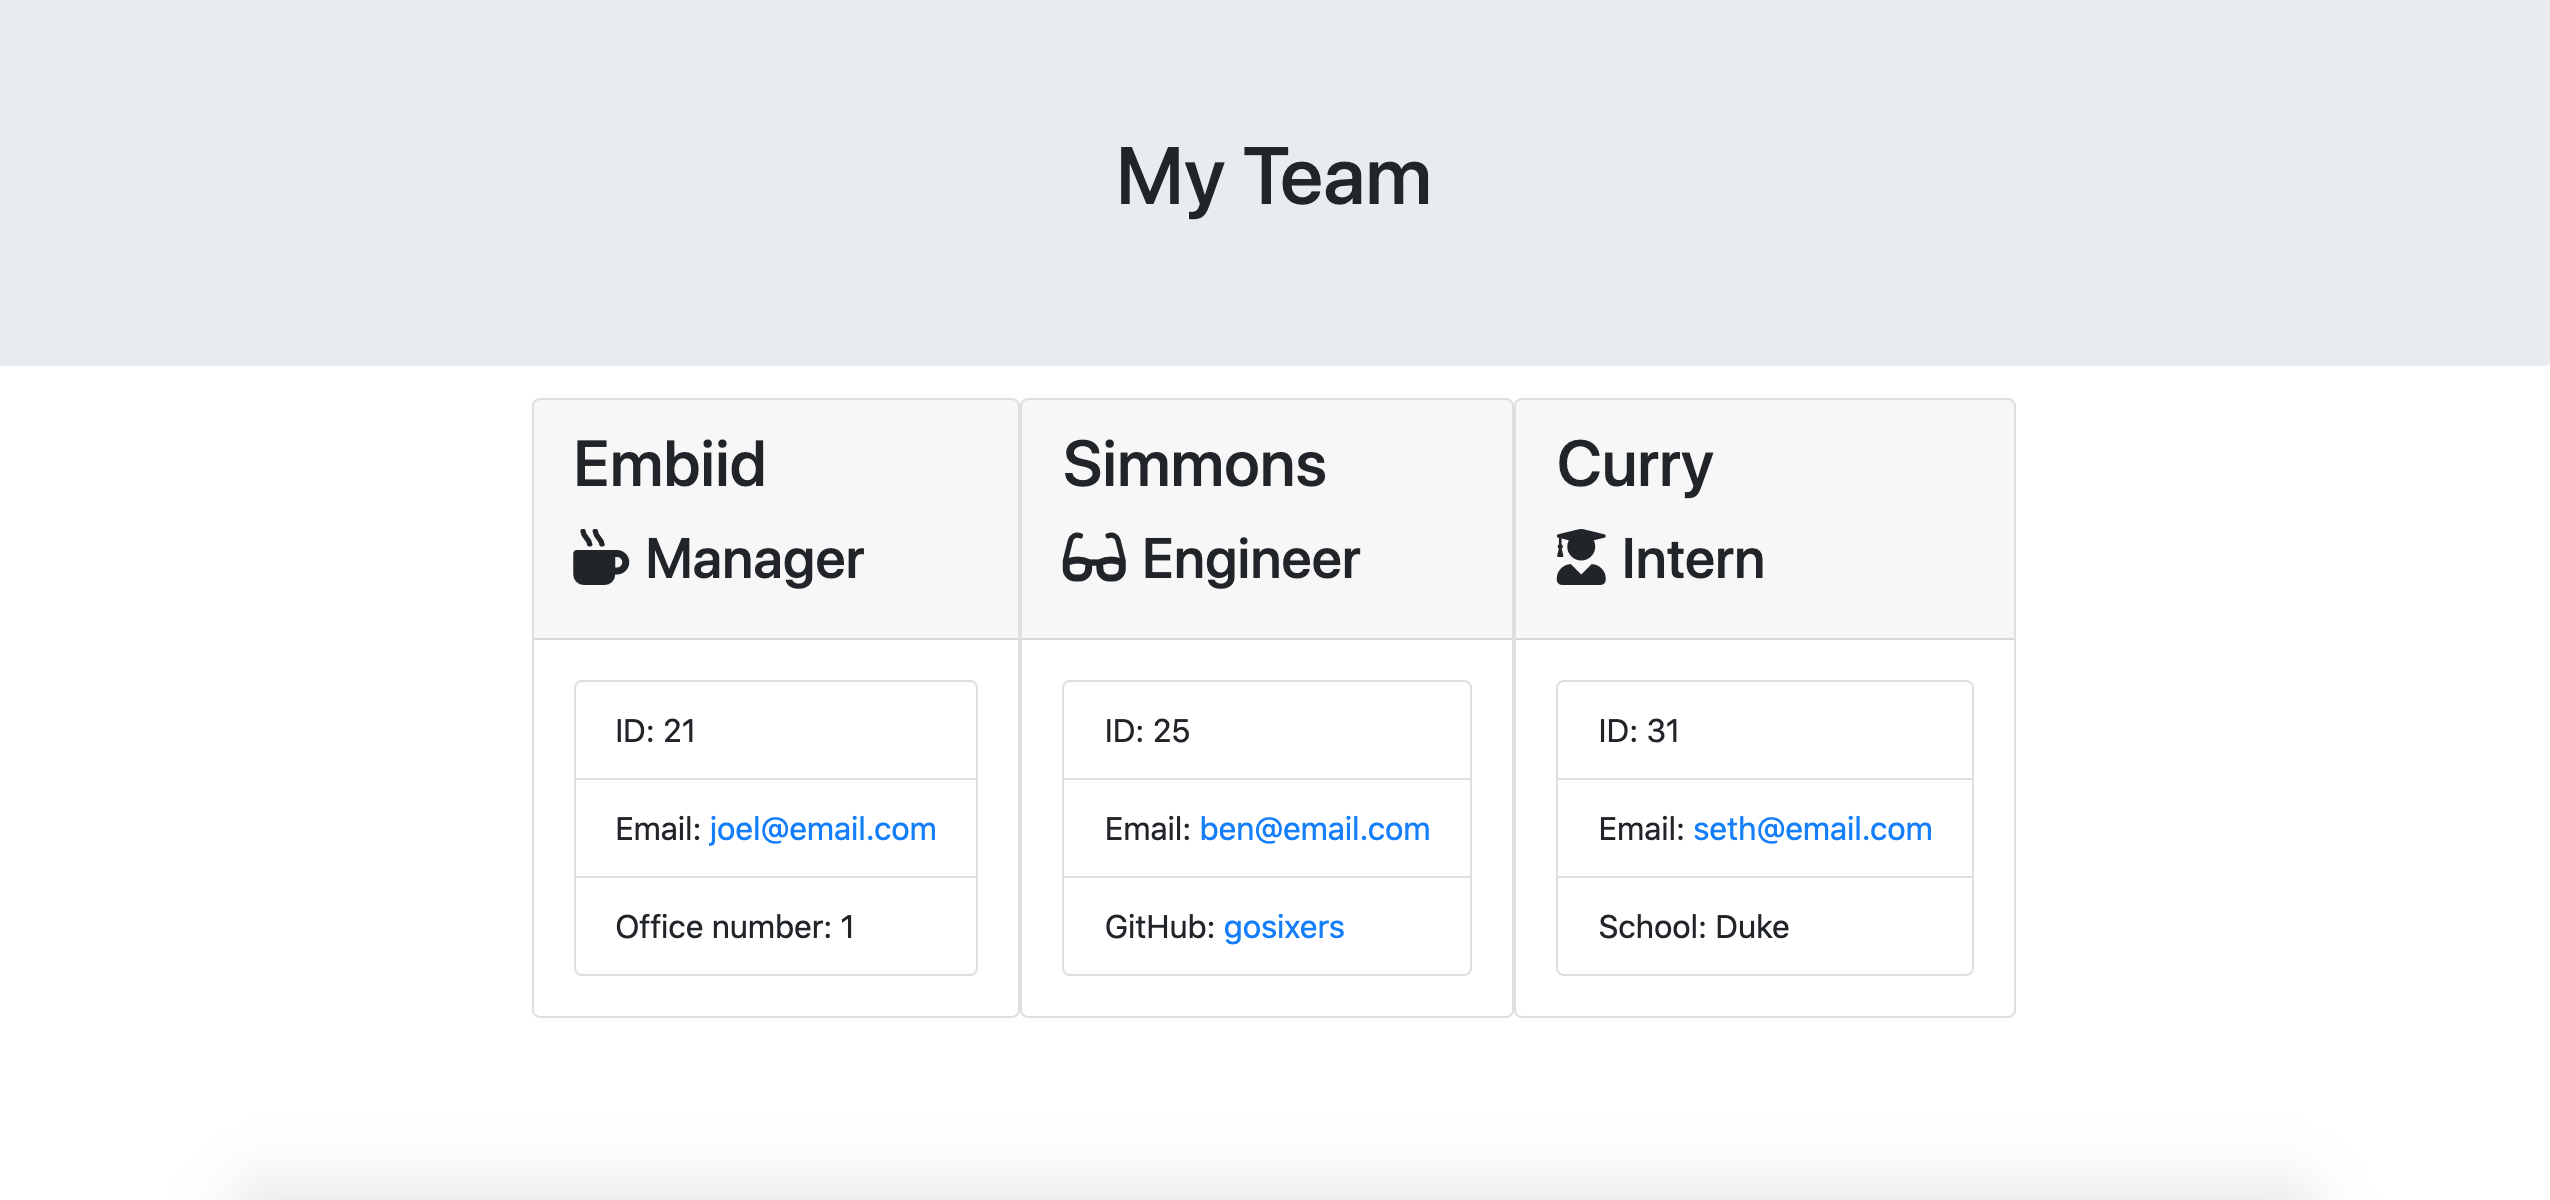 My Team
Embiid
Manager
ID: 21
Email: joel@email.com
Office number: 1
Simmons
Engineer
ID: 25
Email: ben@email.com
GitHub: gosixers
Curry
Intern
ID: 31
Email: seth@email.com
School: Duke